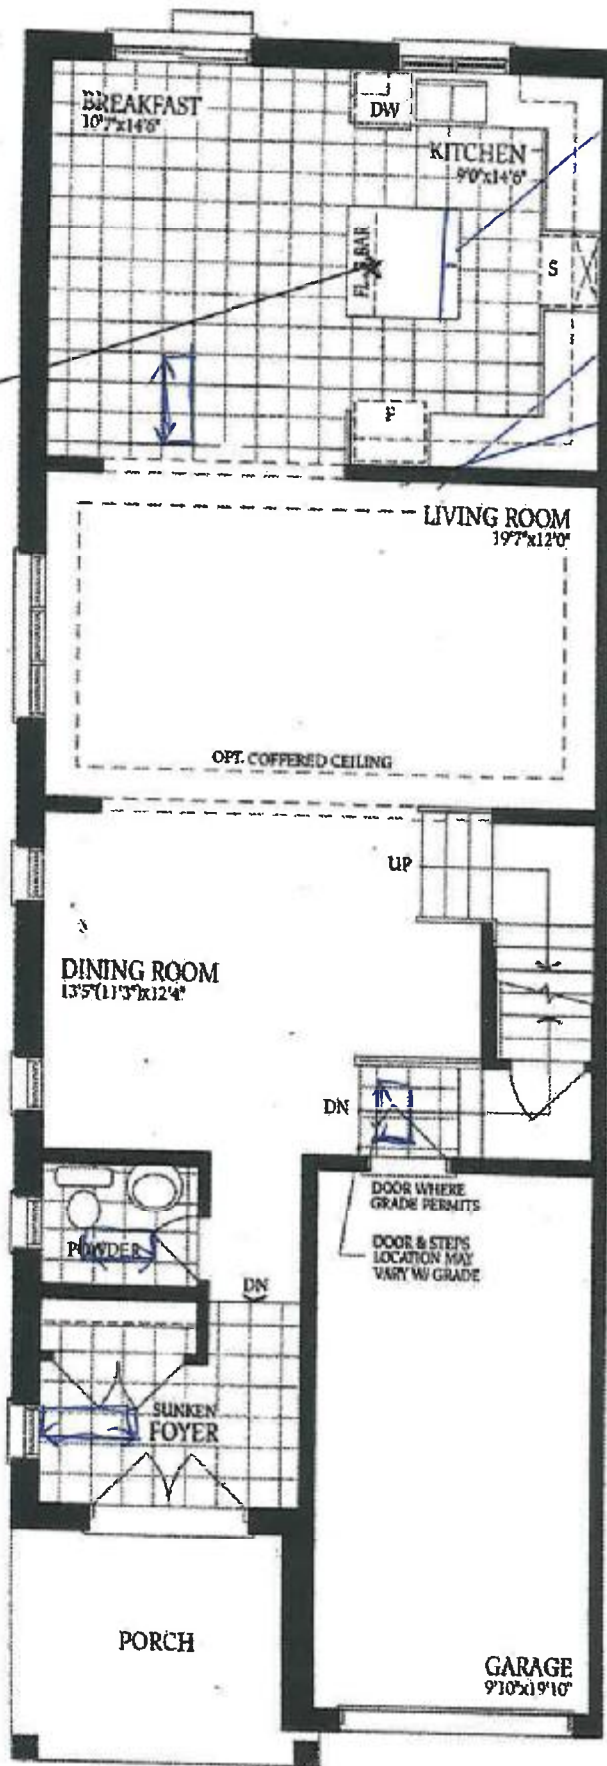 BREAKFAST
10'7"x14'6"
DW
KITCHEN
9'0"x14'6"
BAR
S
F
LIVING ROOM
19'7"x12'0"
OPT. COFFERED CEILING
UP
DINING ROOM
13'5"(11'3")x12'4"
DN
DOOR WHERE
GRADE PERMITS
DOOR & STEPS
LOCATION MAY
VARY W/ GRADE
POWDER
DN
SUNKEN
FOYER
PORCH
GARAGE
9'10"x19'10"